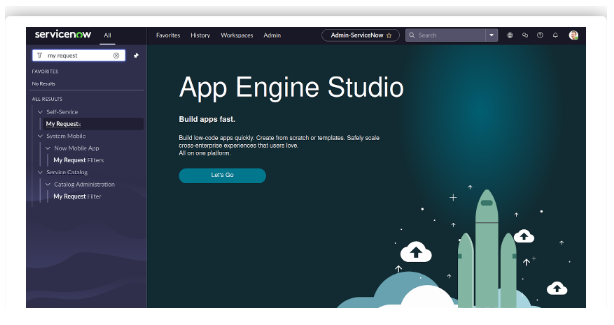 servicenow All Favorites History Workspaces Admin Admin-ServiceNow Search
my request
FAVORITES
No Results
ALL RESULTS
Self-Service
My Requests
System Mobile
Now Mobile App
My Request Filters
Service Catalog
Catalog Administration
My Request Filter
App Engine Studio
Build apps fast.
Build low-code apps quickly. Create from scratch or templates. Safely scale
cross-enterprise experiences that users love.
All on one platform.
Let's Go